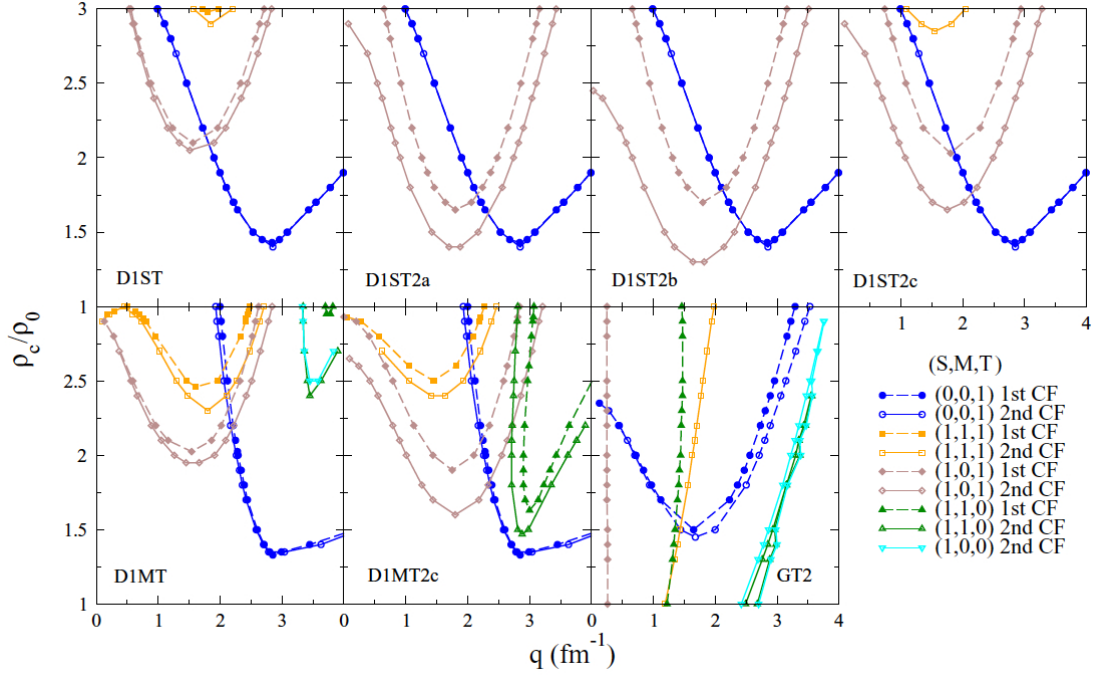 3
2.5
2
1.5
D1ST
D1ST2a
D1ST2b
D1ST2c
1
2.5
2
1.5
1
D1MT
D1MT2c
GT2
0 1 2 3
0 1 2 3
0 1 2 3 4
1 2 3 4
ρc/ρ0
q (fm-1)
(S,M,T)
(0,0,1) 1st CF
(0,0,1) 2nd CF
(1,1,1) 1st CF
(1,1,1) 2nd CF
(1,0,1) 1st CF
(1,0,1) 2nd CF
(1,1,0) 1st CF
(1,1,0) 2nd CF
(1,0,0) 2nd CF